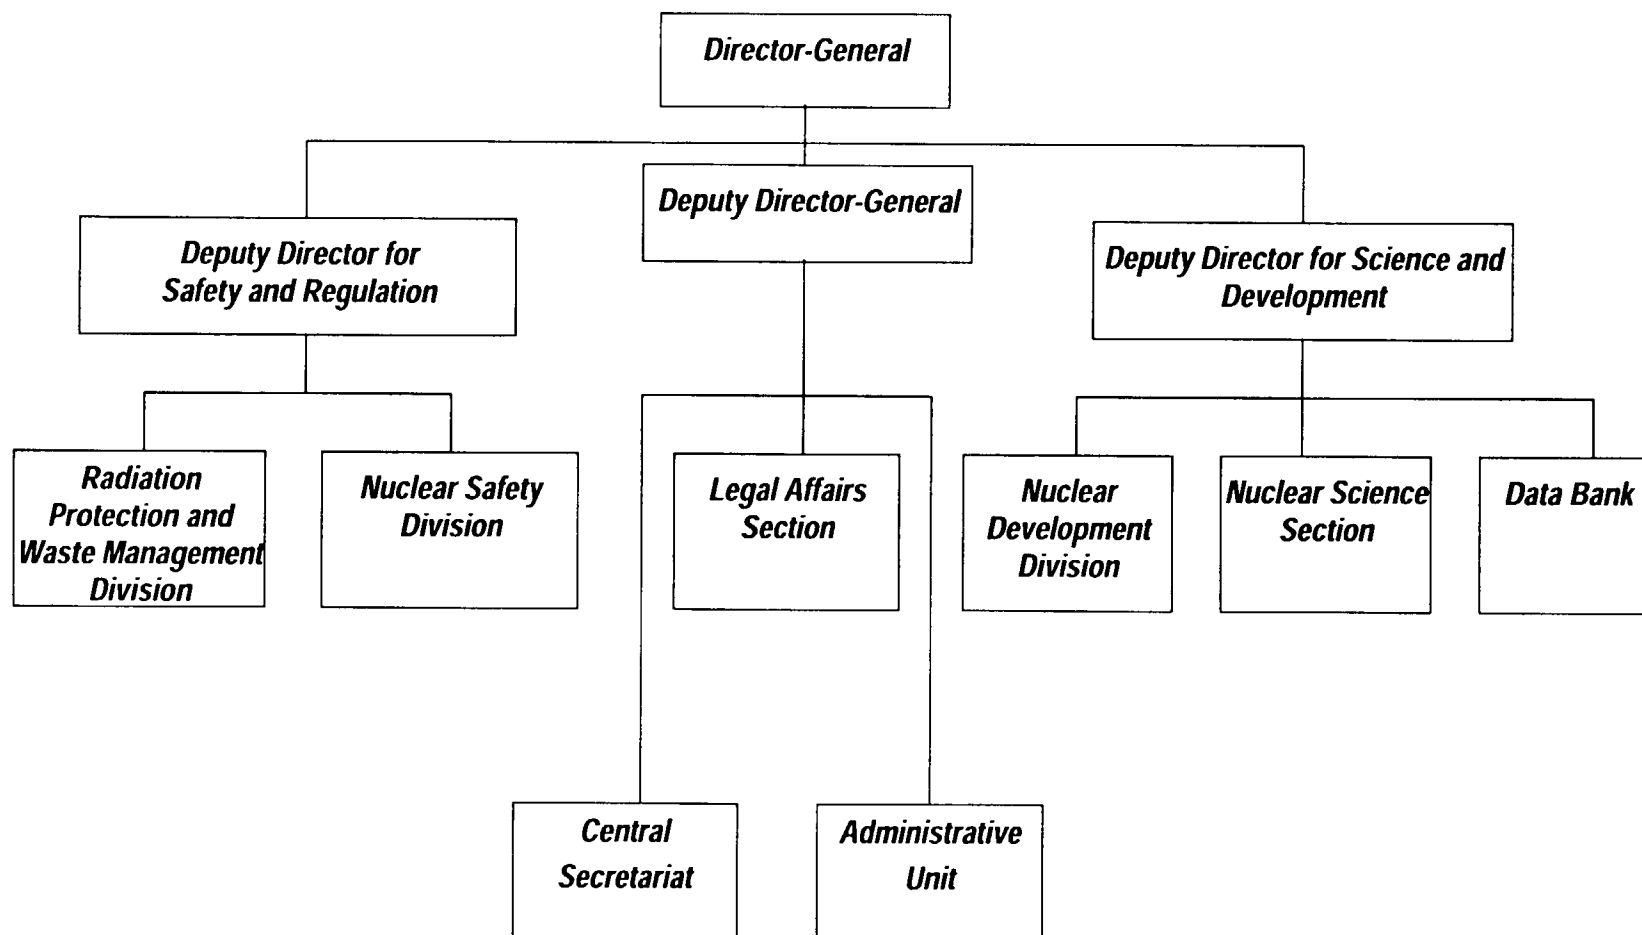 Director-General
Deputy Director-General
Deputy Director for
Safety and Regulation
Deputy Director for Science and
Development
Radiation
Protection and
Waste Management
Division
Nuclear Safety
Division
Legal Affairs
Section
Nuclear
Development
Division
Nuclear Science
Section
Data Bank
Central
Secretariat
Administrative
Unit